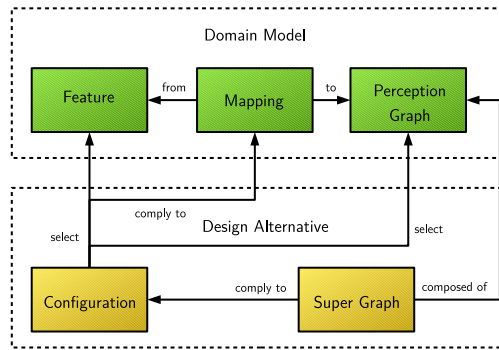 Domain Model
Feature
from
Mapping
to
Perception
Graph
comply to
select
Design Alternative
select
Configuration
comply to
Super Graph
composed of